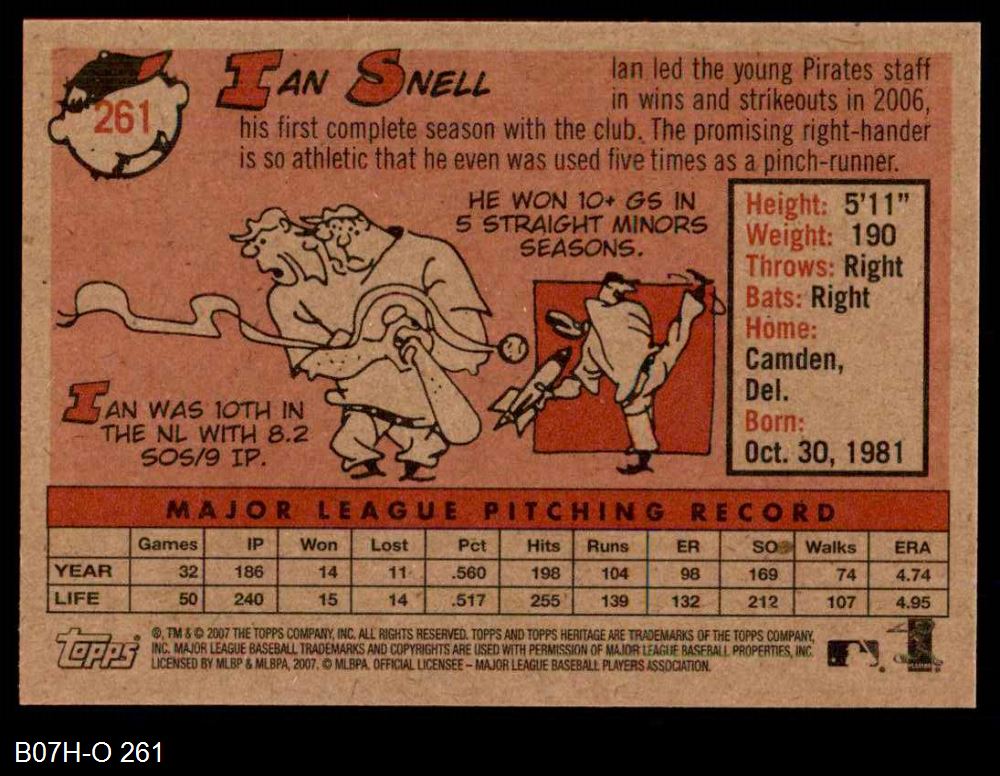 261
IAN SNELL
Ian led the young Pirates staff
in wins and strikeouts in 2006,
his first complete season with the club. The promising right-hander
is so athletic that he even was used five times as a pinch-runner.
HE WON 10+ GS IN
5 STRAIGHT MINORS
SEASONS.
Height: 5'11"
Weight: 190
Throws: Right
Bats: Right
Home:
Camden,
Del.
Born:
Oct. 30, 1981
IAN WAS 10TH IN
THE NL WITH 8.2
SOS/9 IP.
MAJOR LEAGUE PITCHING RECORD
Games IP Won Lost Pct Hits Runs ER SO Walks ERA
YEAR 32 186 14 11 .560 198 104 98 169 74 4.74
LIFE 50 240 15 14 .517 255 139 132 212 107 4.95
topps
®, TM & © 2007 THE TOPPS COMPANY, INC. ALL RIGHTS RESERVED. TOPPS AND TOPPS HERITAGE ARE TRADEMARKS OF THE TOPPS COMPANY,
INC. MAJOR LEAGUE BASEBALL TRADEMARKS AND COPYRIGHTS ARE USED WITH PERMISSION OF MAJOR LEAGUE BASEBALL PROPERTIES, INC.
LICENSED BY MLBP & MLBPA, 2007. © MLBPA. OFFICIAL LICENSEE – MAJOR LEAGUE BASEBALL PLAYERS ASSOCIATION.
B07H-O 261